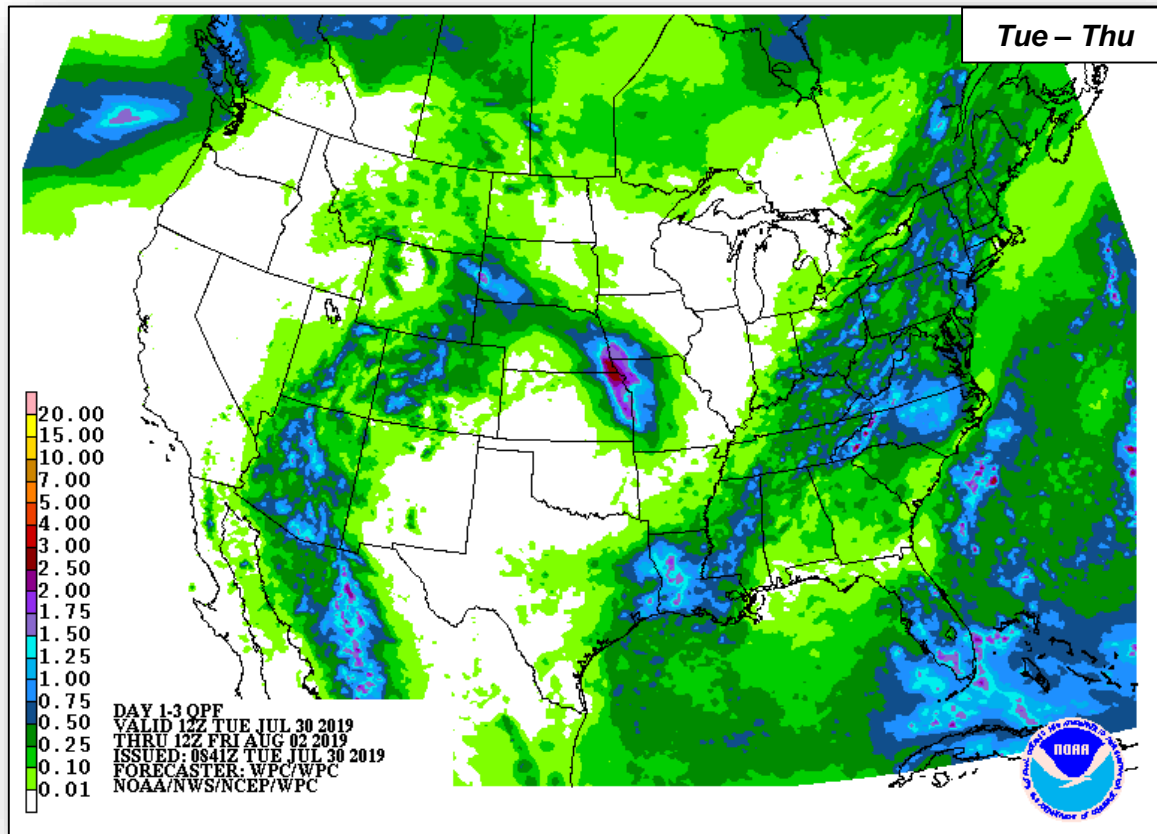 Tue – Thu
20.00
15.00
10.00
7.00
5.00
4.00
3.00
2.50
2.00
1.75
1.50
1.25
1.00
0.75
0.50
0.25
0.10
0.01
DAY 1-3 QPF
VALID 12Z TUE JUL 30 2019
THRU 12Z FRI AUG 02 2019
ISSUED: 0841Z TUE JUL 30 2019
FORECASTER: WPC/WPC
NOAA/NWS/NCEP/WPC
NOAA